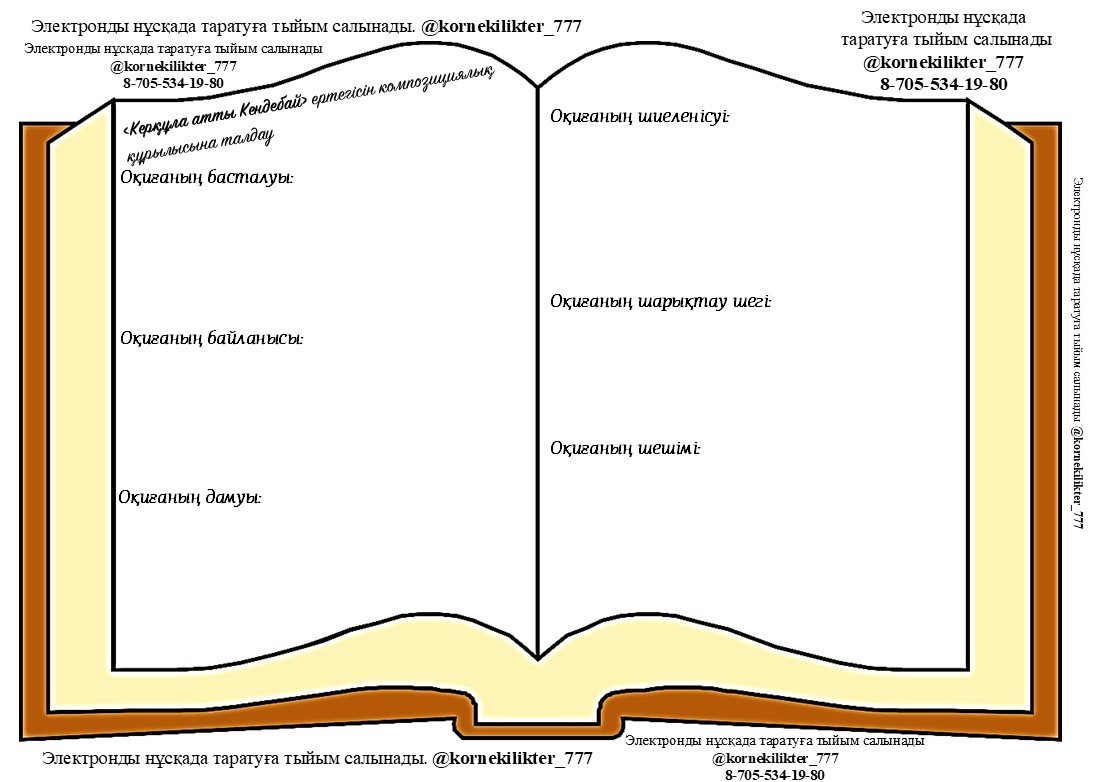 Электронды нұсқада таратуға тыйым салынады. @kornekilikter_777
Электронды нұсқада таратуға тыйым салынады
@kornekilikter_777
8-705-534-19-80
Электронды нұсқада
таратуға тыйым салынады
@kornekilikter_777
8-705-534-19-80
‹Керқұла атты Кендебай› ертегісін композициялық
құрылысына талдау
Оқиғаның басталуы:
Оқиғаның байланысы:
Оқиғаның дамуы:
Оқиғаның шиеленісуі:
Оқиғаның шарықтау шегі:
Оқиғаның шешімі:
Электронды нұсқада таратуға тыйым салынады @kornekilikter_777
Электронды нұсқада таратуға тыйым салынады. @kornekilikter_777
Электронды нұсқада таратуға тыйым салынады
@kornekilikter_777
8-705-534-19-80